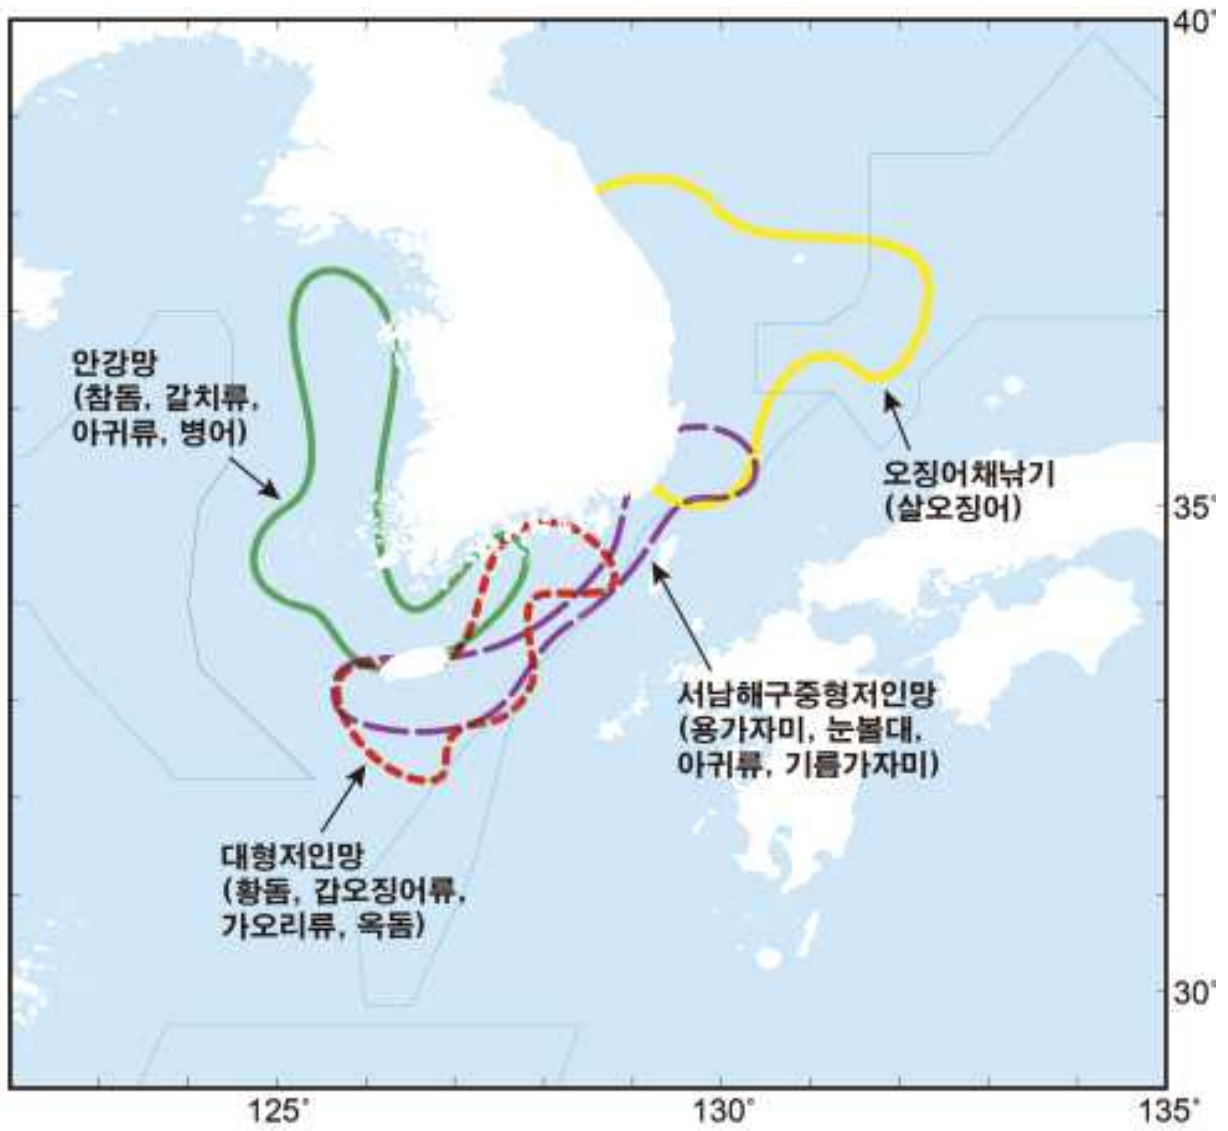 40°
안강망
(참돔, 갈치류,
아귀류, 병어)
오징어채낚기
(살오징어)
35°
서남해구중형저인망
(용가자미, 눈볼대,
아귀류, 기름가자미)
대형저인망
(황돔, 갑오징어류,
가오리류, 옥돔)
30°
125°
130°
135°